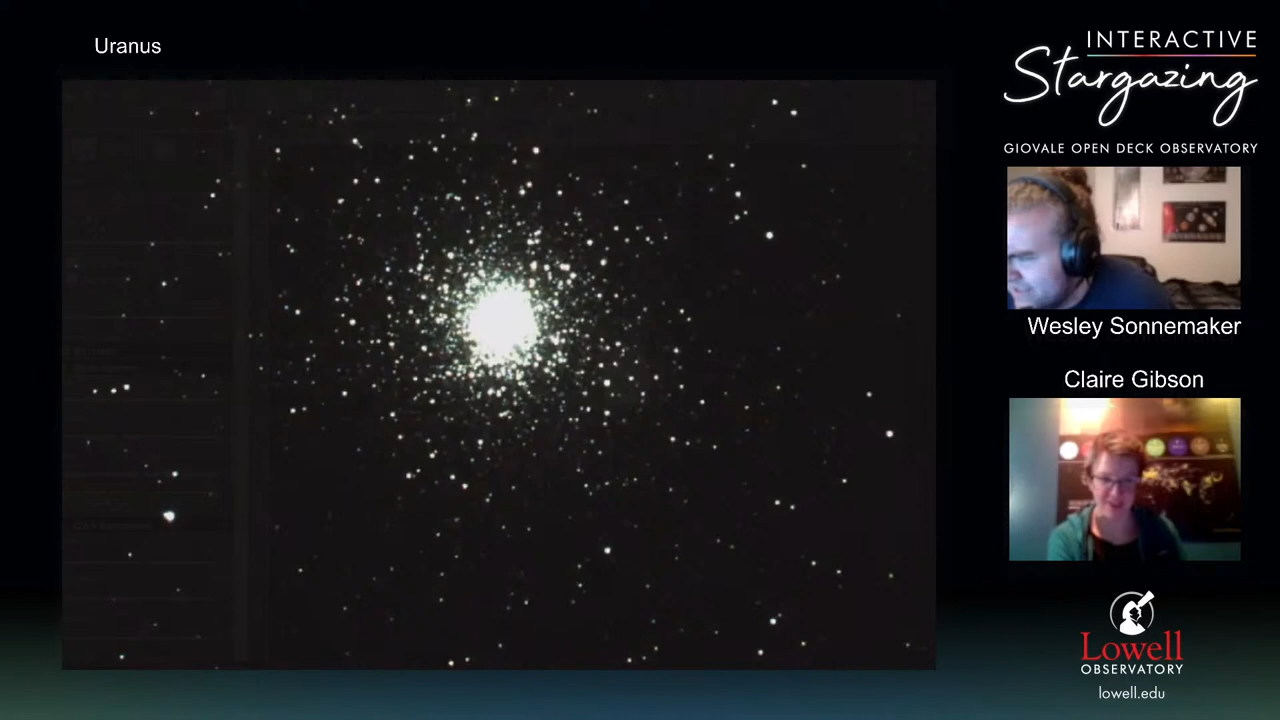 Uranus
INTERACTIVE
Stargazing
GIOVALE OPEN DECK OBSERVATORY
Wesley Sonnemaker
Claire Gibson
Lowell
OBSERVATORY
lowell.edu